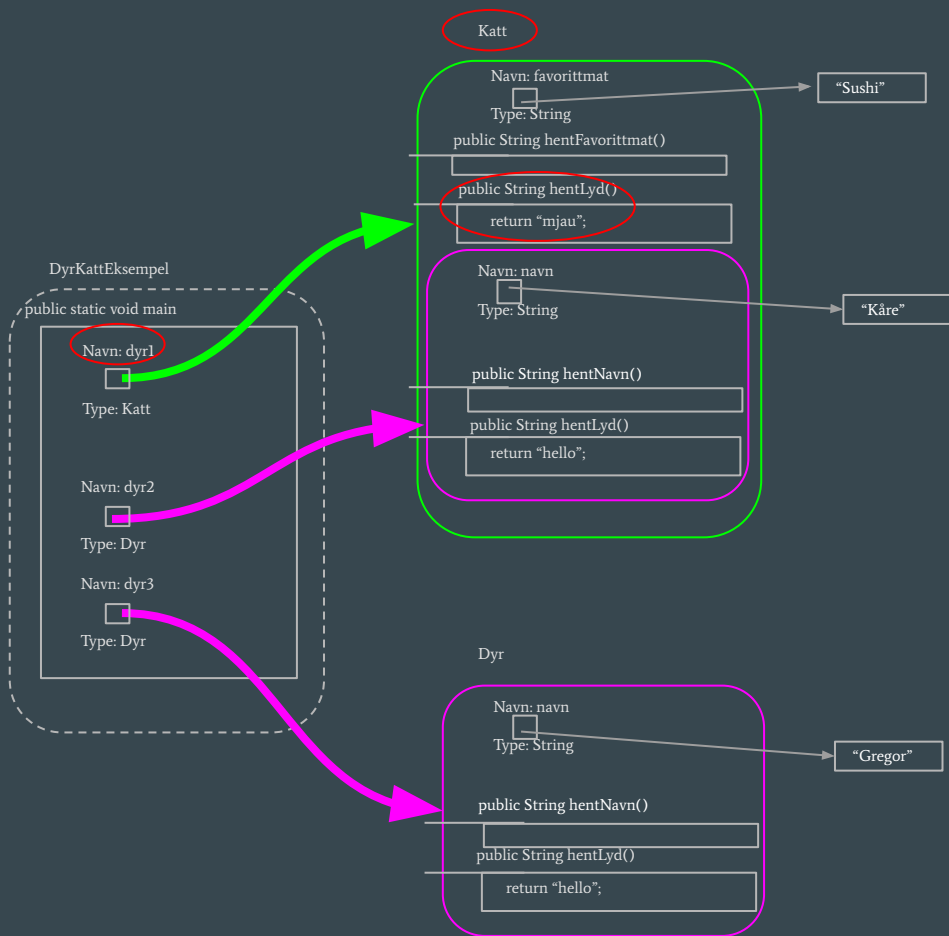 Katt
Navn: favorittmat
Type: String
“Sushi”
public String hentFavorittmat()
public String hentLyd()
return “mjau”;
Navn: navn
Type: String
“Kåre”
public String hentNavn()
public String hentLyd()
return “hello”;
DyrKattEksempel
public static void main
Navn: dyr1
Type: Katt
Navn: dyr2
Type: Dyr
Navn: dyr3
Type: Dyr
Dyr
Navn: navn
Type: String
“Gregor”
public String hentNavn()
public String hentLyd()
return “hello”;